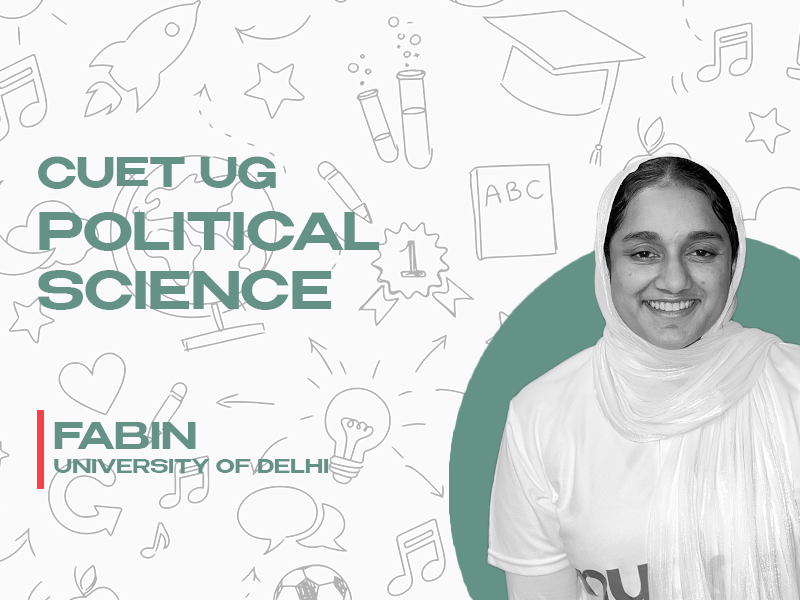 CUET UG
POLITICAL
SCIENCE
ABC
1
FABIN
UNIVERSITY OF DELHI